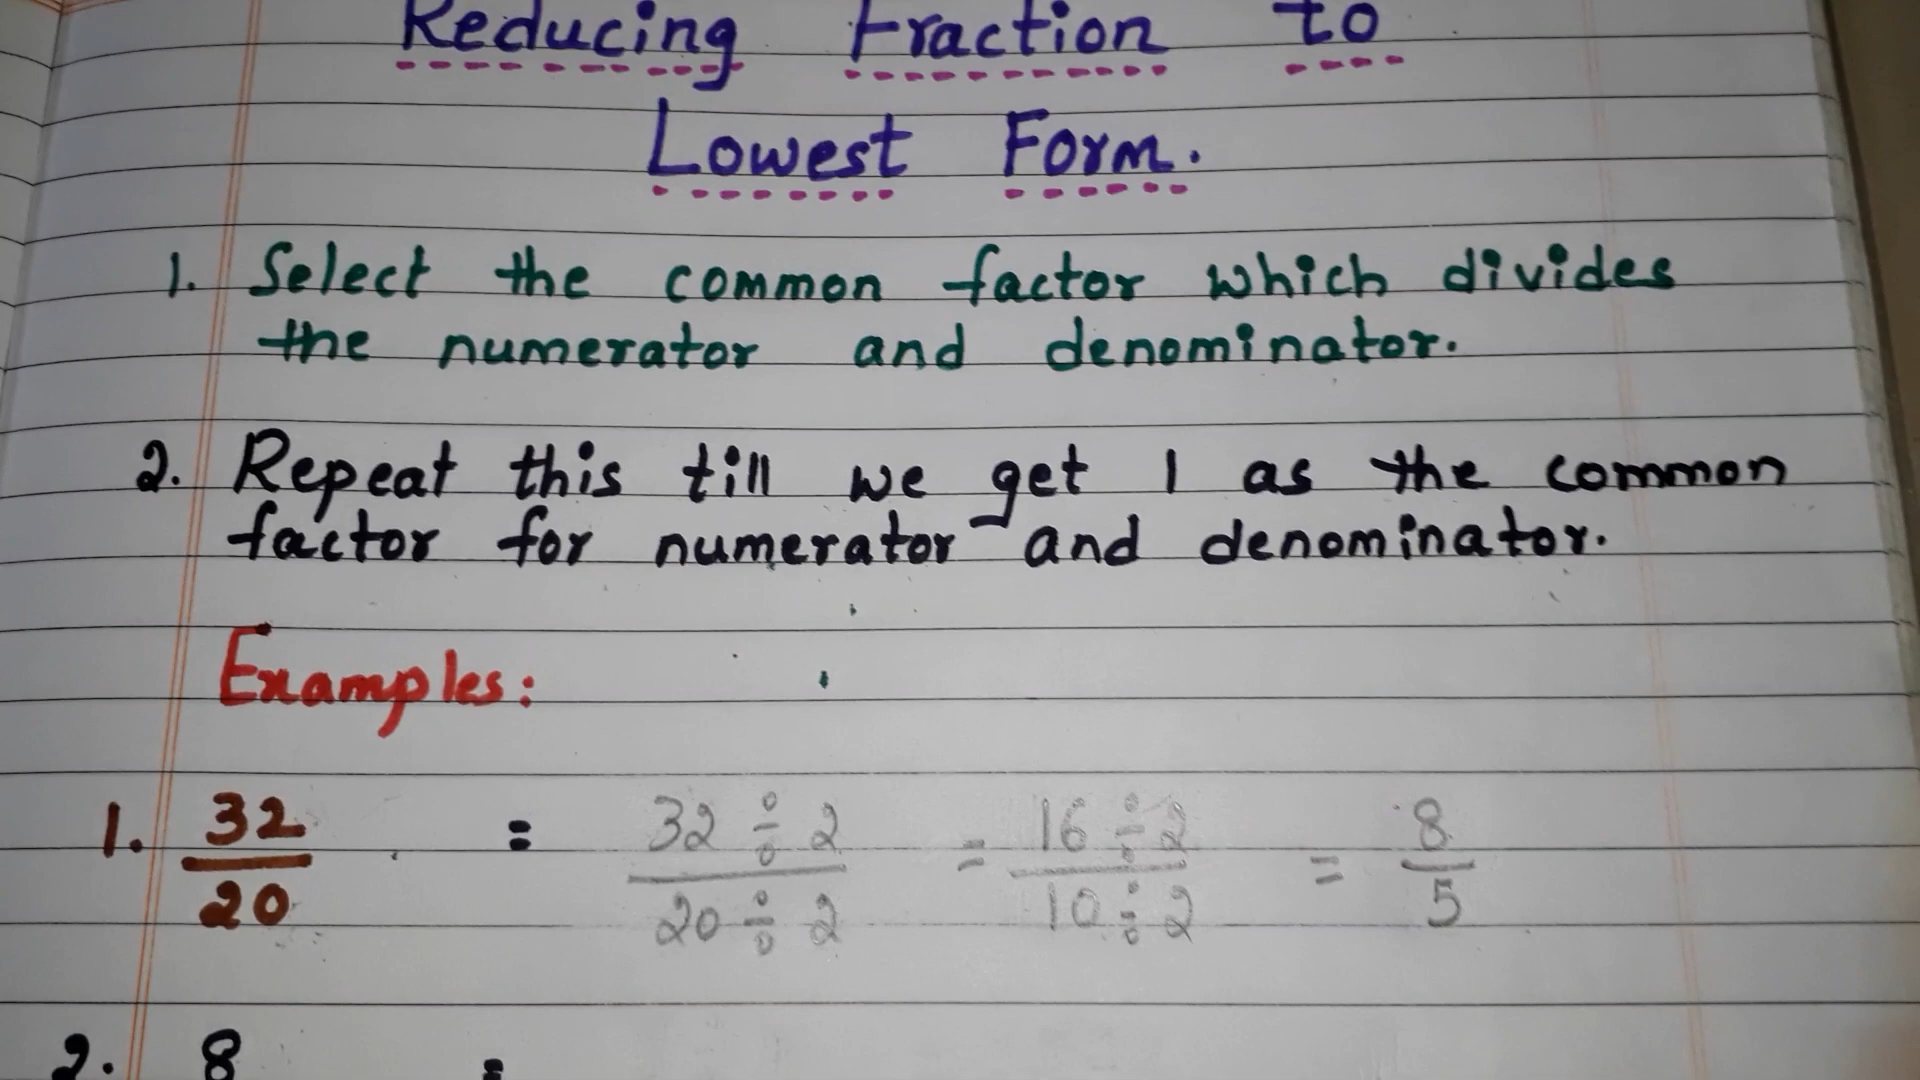 Reducing Fraction to
Lowest Form.
1. Select the common factor which divides
the numerator and denominator.
2. Repeat this till we get 1 as the common
factor for numerator and denominator.
Examples:
1. 32/20 = 32 ÷ 2/20 ÷ 2 = 16 ÷ 2/10 ÷ 2 = 8/5
2. 8 =